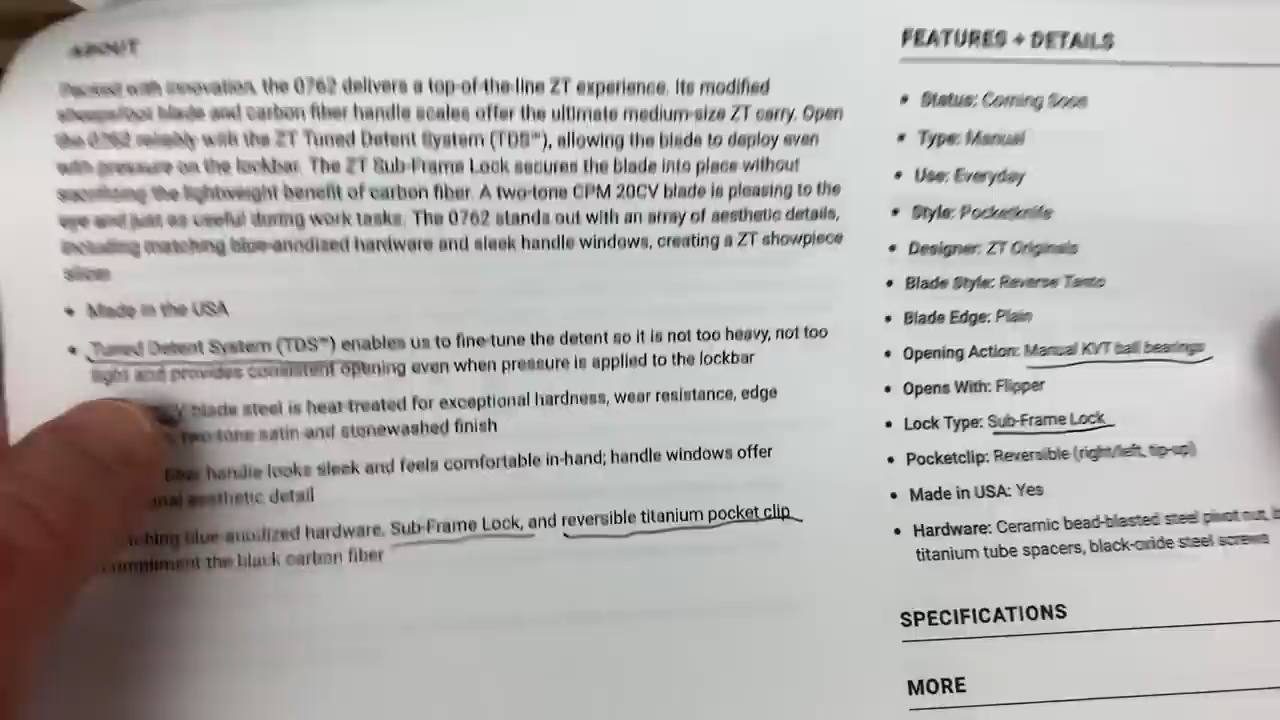 ABOUT
with innovation, the 0762 delivers a top-of-the-line ZT experience. Its modified
blade and carbon fiber handle scales offer the ultimate medium-size ZT carry. Open
the 0762 reliably with the ZT Tuned Detent System (TDS™), allowing the blade to deploy even
with pressure on the lockbar. The ZT Sub-Frame Lock secures the blade into place without
sacrificing the lightweight benefit of carbon fiber. A two-tone CPM 20CV blade is pleasing to the
eye and just as useful during work tasks. The 0762 stands out with an array of aesthetic details,
including matching blue-anodized hardware and sleek handle windows, creating a ZT showpiece
• Made in the USA
• Tuned Detent System (TDS™) enables us to fine-tune the detent so it is not too heavy, not too
light and provides consistent opening even when pressure is applied to the lockbar
V blade steel is heat-treated for exceptional hardness, wear resistance, edge
two-tone satin and stonewashed finish
fiber handle looks sleek and feels comfortable in-hand; handle windows offer
nal aesthetic detail
ching blue-anodized hardware, Sub-Frame Lock, and reversible titanium pocket clip
compliment the black carbon fiber
FEATURES + DETAILS
• Status: Coming Soon
• Type: Manual
• Use: Everyday
• Style: Pocketknife
• Designer: ZT Originals
• Blade Style: Reverse Tanto
• Blade Edge: Plain
• Opening Action: Manual KVT ball bearings
• Opens With: Flipper
• Lock Type: Sub-Frame Lock
• Pocketclip: Reversible (right/left, tip-up)
• Made in USA: Yes
• Hardware: Ceramic bead-blasted steel pivot nut,
titanium tube spacers, black-oxide steel screws
SPECIFICATIONS
MORE